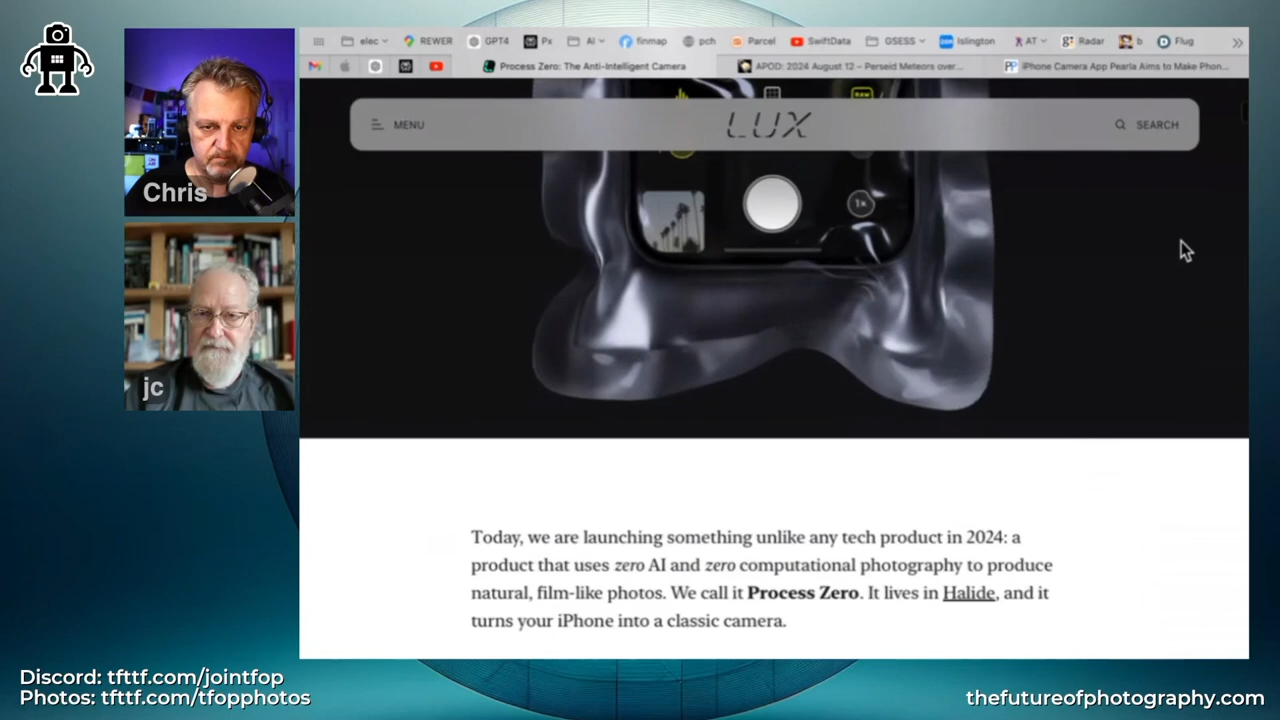 elec
REWER
GPT4
Px
AI
finmap
pch
Parcel
SwiftData
GSESS
Islington
AT
Radar
b
Flug
Process Zero: The Anti-Intelligent Camera
APOD: 2024 August 12 – Perseid Meteors over...
iPhone Camera App Pearla Aims to Make Phon...
MENU
LUX
SEARCH
RAW
1×
Chris
jc
Today, we are launching something unlike any tech product in 2024: a
product that uses zero AI and zero computational photography to produce
natural, film-like photos. We call it Process Zero. It lives in Halide, and it
turns your iPhone into a classic camera.
Discord: tfttf.com/jointfop
Photos: tfttf.com/tfopphotos
thefutureofphotography.com